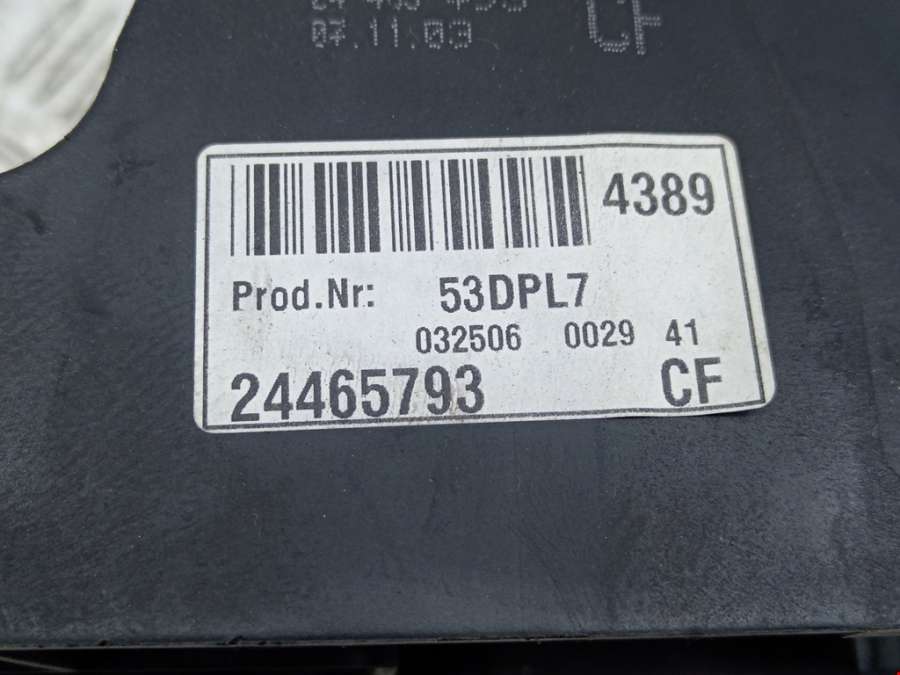 CF
07.11.03
4389
Prod.Nr: 53DPL7
032506 0029 41
24465793 CF